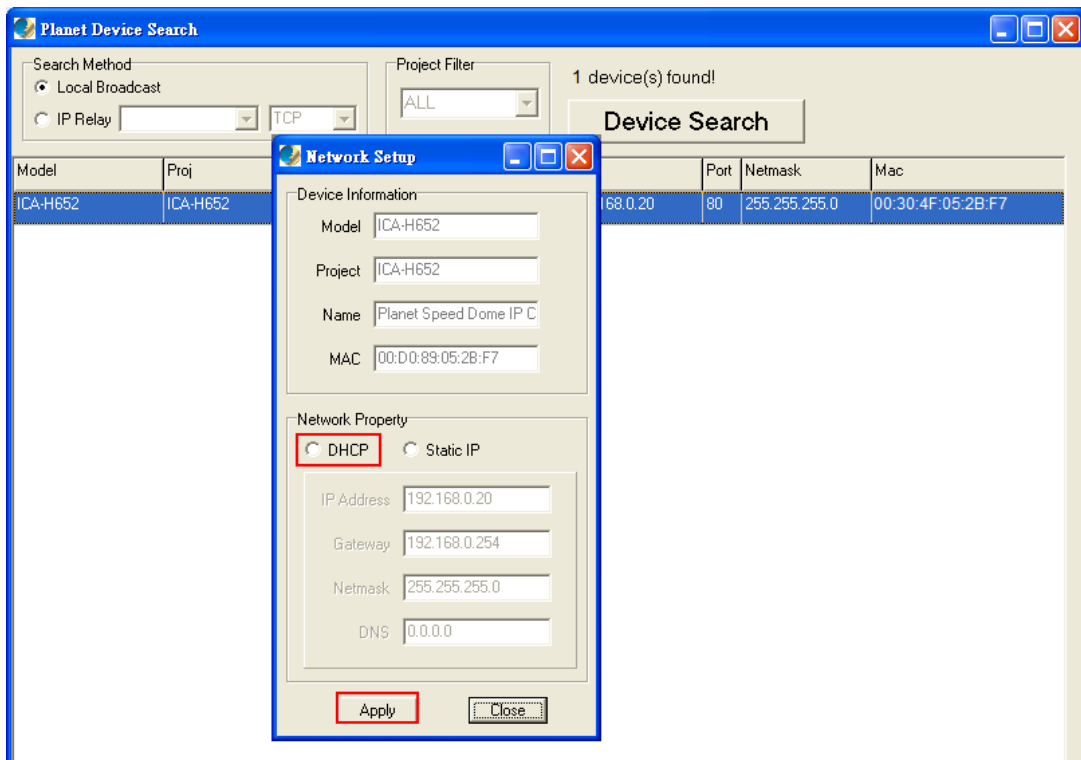 Planet Device Search
Search Method
Local Broadcast
IP Relay
TCP
Project Filter
ALL
1 device(s) found!
Device Search
Model Proj Port Netmask Mac
ICA-H652 ICA-H652 168.0.20 80 255.255.255.0 00:30:4F:05:2B:F7
Network Setup
Device Information
Model ICA-H652
Project ICA-H652
Name Planet Speed Dome IP C
MAC 00:D0:89:05:2B:F7
Network Property
DHCP Static IP
IP Address 192.168.0.20
Gateway 192.168.0.254
Netmask 255.255.255.0
DNS 0.0.0.0
Apply Close